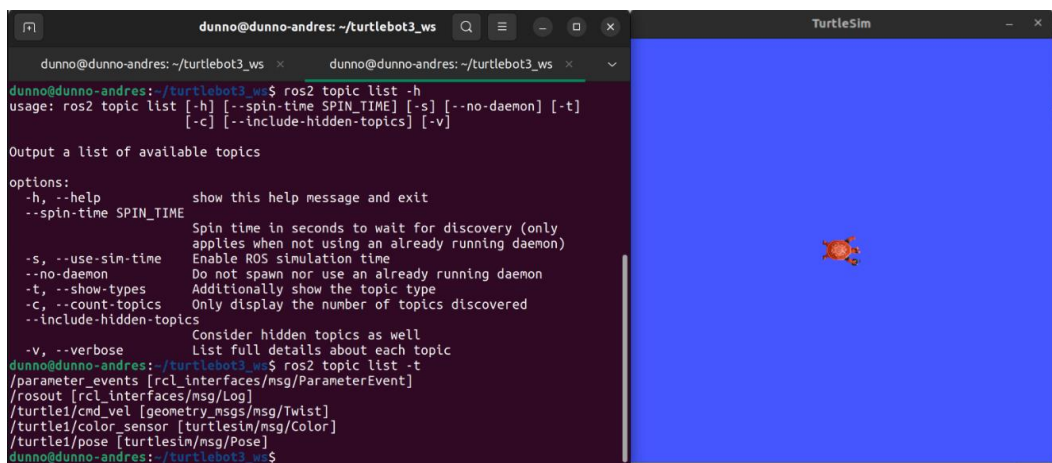 dunno@dunno-andres: ~/turtlebot3_ws
TurtleSim
dunno@dunno-andres: ~/turtlebot3_ws
dunno@dunno-andres: ~/turtlebot3_ws
dunno@dunno-andres:~/turtlebot3_ws$ ros2 topic list -h
usage: ros2 topic list [-h] [--spin-time SPIN_TIME] [-s] [--no-daemon] [-t]
[-c] [--include-hidden-topics] [-v]
Output a list of available topics
options:
-h, --help show this help message and exit
--spin-time SPIN_TIME
Spin time in seconds to wait for discovery (only
applies when not using an already running daemon)
-s, --use-sim-time Enable ROS simulation time
--no-daemon Do not spawn nor use an already running daemon
-t, --show-types Additionally show the topic type
-c, --count-topics Only display the number of topics discovered
--include-hidden-topics
Consider hidden topics as well
-v, --verbose List full details about each topic
dunno@dunno-andres:~/turtlebot3_ws$ ros2 topic list -t
/parameter_events [rcl_interfaces/msg/ParameterEvent]
/rosout [rcl_interfaces/msg/Log]
/turtle1/cmd_vel [geometry_msgs/msg/Twist]
/turtle1/color_sensor [turtlesim/msg/Color]
/turtle1/pose [turtlesim/msg/Pose]
dunno@dunno-andres:~/turtlebot3_ws$